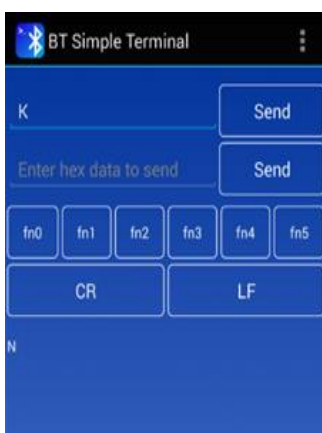 BT Simple Terminal
K Send
Enter hex data to send Send
fn0 fn1 fn2 fn3 fn4 fn5
CR LF
N